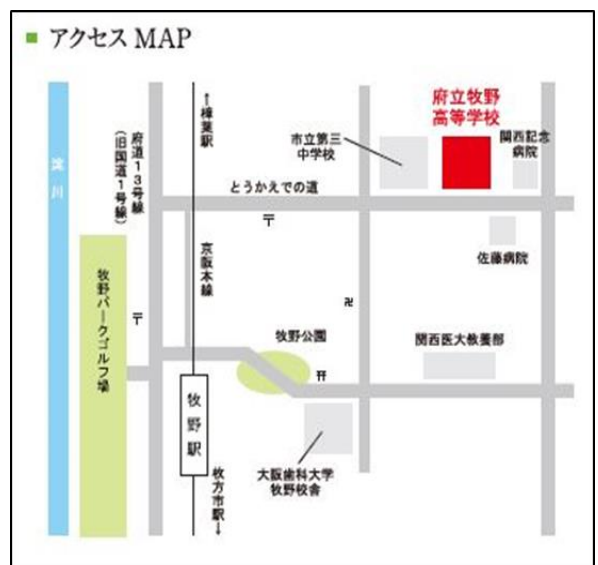 アクセス MAP
府立牧野
高等学校
関西記念
病院
市立第三
中学校
←樟葉駅
府道13号線
(旧国道1号線)
淀川
とうかえでの道
〒
佐藤病院
京阪本線
牧野パークゴルフ場
〒
卍
牧野公園
関西医大教養部
牧野駅
大阪歯科大学
牧野校舎
枚方市駅→